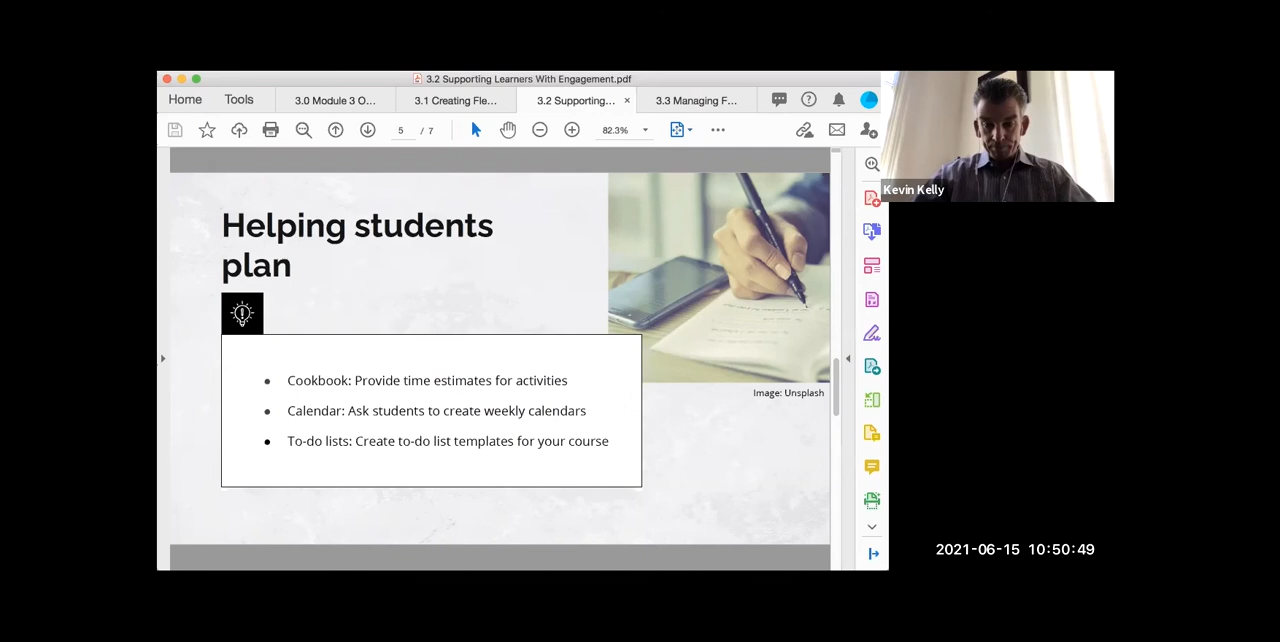 3.2 Supporting Learners With Engagement.pdf
Home Tools 3.0 Module 3 O... 3.1 Creating Fle... 3.2 Supporting... × 3.3 Managing F...
5 / 7 82.3%
Kevin Kelly
Helping students
plan
Image: Unsplash
• Cookbook: Provide time estimates for activities
• Calendar: Ask students to create weekly calendars
• To-do lists: Create to-do list templates for your course
2021-06-15 10:50:49